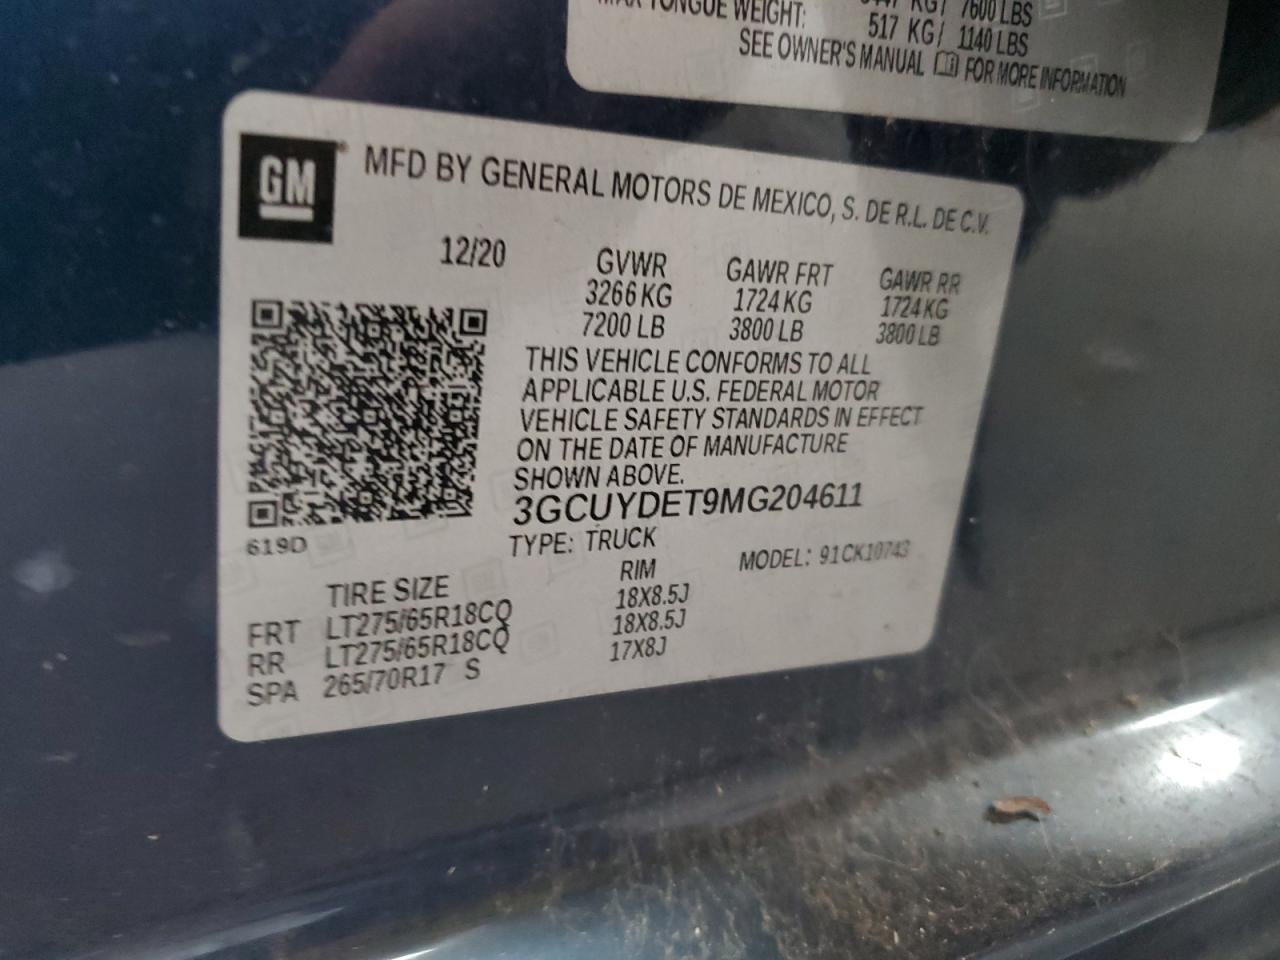 MAX TONGUE WEIGHT:
KG/ 7600 LBS
517 KG/ 1140 LBS
SEE OWNER'S MANUAL FOR MORE INFORMATION
GM
MFD BY GENERAL MOTORS DE MEXICO, S. DE R.L. DE C.V.
12/20 GVWR GAWR FRT GAWR RR
3266 KG 1724 KG 1724 KG
7200 LB 3800 LB 3800 LB
THIS VEHICLE CONFORMS TO ALL
APPLICABLE U.S. FEDERAL MOTOR
VEHICLE SAFETY STANDARDS IN EFFECT
ON THE DATE OF MANUFACTURE
SHOWN ABOVE.
3GCUYDET9MG204611
619D
TYPE: TRUCK MODEL: 91CK10743
TIRE SIZE RIM
FRT LT275/65R18CQ 18X8.5J
RR LT275/65R18CQ 18X8.5J
SPA 265/70R17 S 17X8J